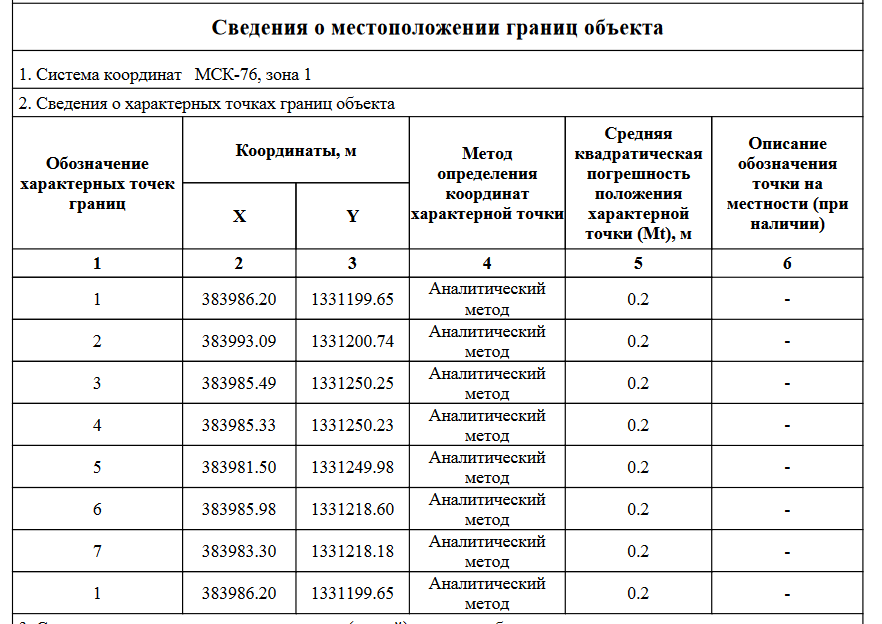 Сведения о местоположении границ объекта
1. Система координат МСК-76, зона 1
2. Сведения о характерных точках границ объекта
Обозначение
характерных точек
границ
Координаты, м
X
Y
Метод
определения
координат
характерной точки
Средняя
квадратическая
погрешность
положения
характерной
точки (Mt), м
Описание
обозначения
точки на
местности (при
наличии)
1 2 3 4 5 6
1 383986.20 1331199.65 Аналитический
метод 0.2 -
2 383993.09 1331200.74 Аналитический
метод 0.2 -
3 383985.49 1331250.25 Аналитический
метод 0.2 -
4 383985.33 1331250.23 Аналитический
метод 0.2 -
5 383981.50 1331249.98 Аналитический
метод 0.2 -
6 383985.98 1331218.60 Аналитический
метод 0.2 -
7 383983.30 1331218.18 Аналитический
метод 0.2 -
1 383986.20 1331199.65 Аналитический
метод 0.2 -